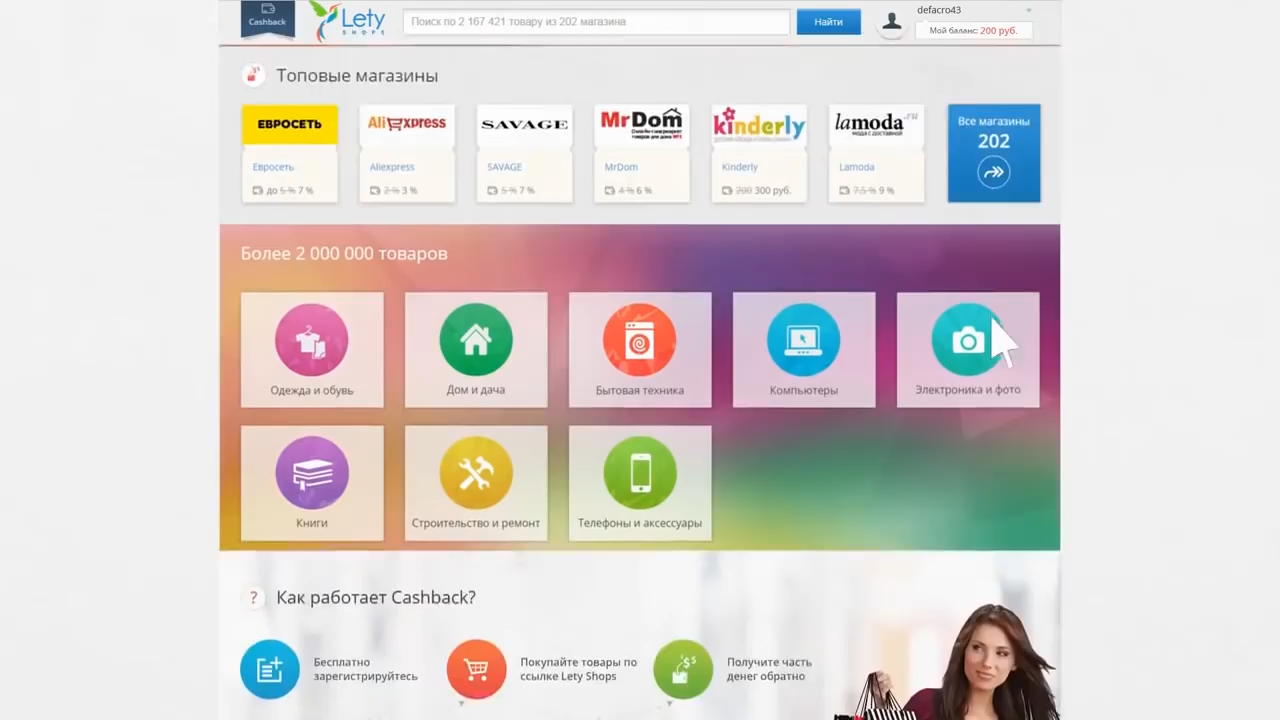 Cashback
Lety
SHOPS
Поиск по 2 167 421 товару из 202 магазина
Найти
defacro43
Мой баланс: 200 руб.
Топовые магазины
ЕВРОСЕТЬ
AliExpress
SAVAGE
MrDom
kinderly
lamoda.ru
мода с доставкой
Все магазины
202
Евросеть
Aliexpress
SAVAGE
MrDom
Kinderly
Lamoda
до 5 % 7 %
2 % 3 %
5 % 7 %
4 % 6 %
200 300 руб.
7,5 % 9 %
Более 2 000 000 товаров
Одежда и обувь
Дом и дача
Бытовая техника
Компьютеры
Электроника и фото
Книги
Строительство и ремонт
Телефоны и аксессуары
? Как работает Cashback?
Бесплатно
зарегистрируйтесь
Покупайте товары по
ссылке Lety Shops
Получите часть
денег обратно